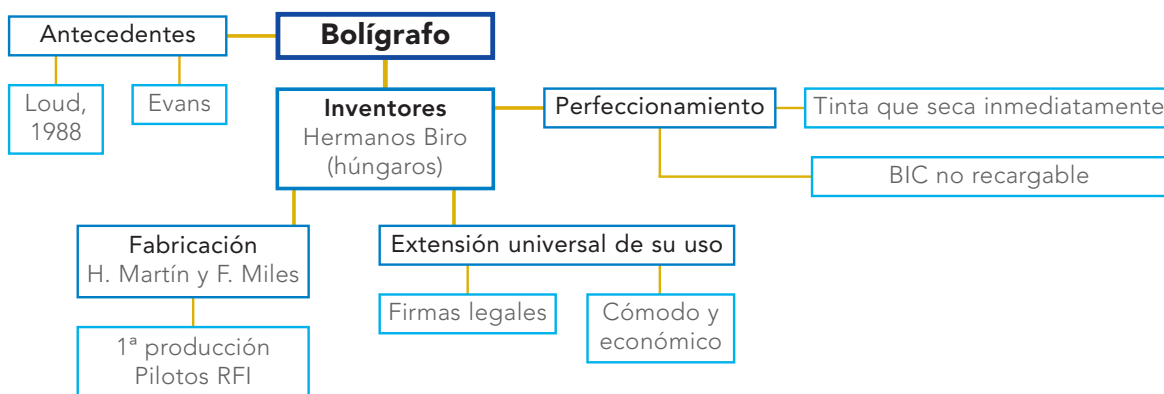 Bolígrafo
Antecedentes
Loud,
1988
Evans
Inventores
Hermanos Biro
(húngaros)
Perfeccionamiento
Tinta que seca inmediatamente
BIC no recargable
Fabricación
H. Martín y F. Miles
1ª producción
Pilotos RFI
Extensión universal de su uso
Firmas legales
Cómodo y
económico